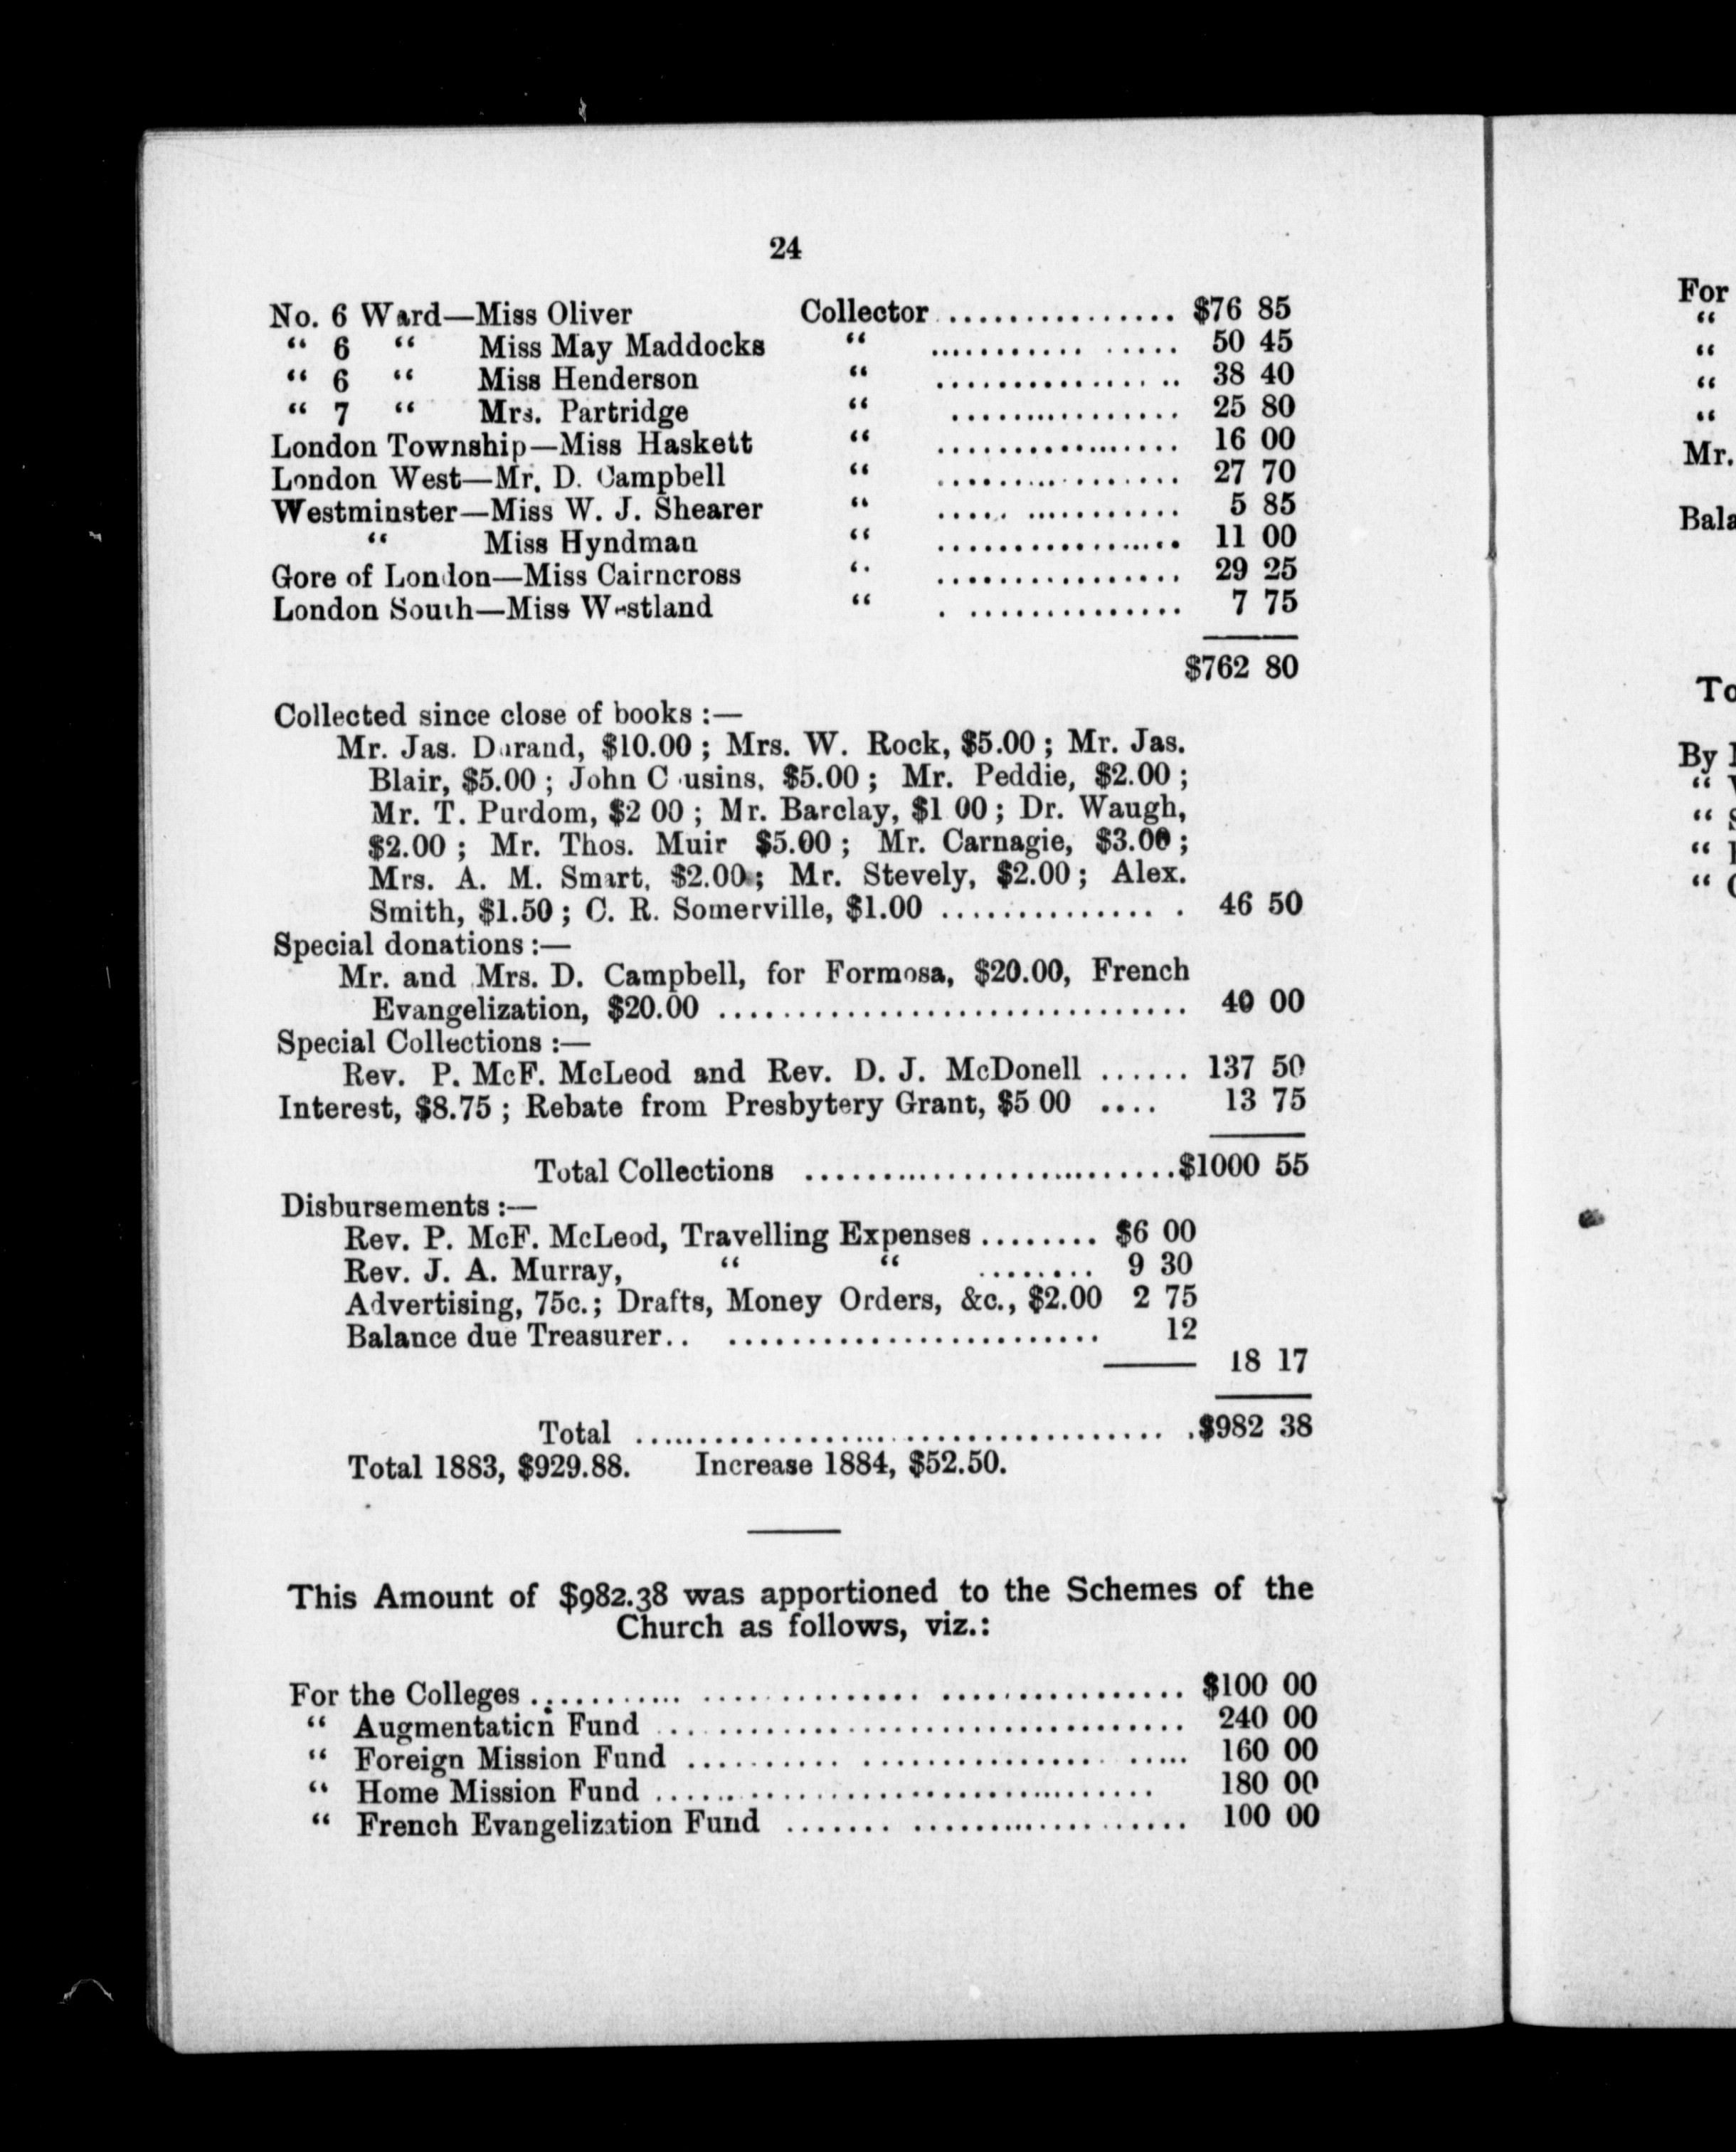 24
No. 6 Ward—Miss Oliver Collector ............... $76 85
“ 6 “ Miss May Maddocks “ ................ 50 45
“ 6 “ Miss Henderson “ ................ 38 40
“ 7 “ Mrs. Partridge “ ................ 25 80
London Township—Miss Haskett “ ................ 16 00
London West—Mr. D. Campbell “ ................ 27 70
Westminster—Miss W. J. Shearer “ ................ 5 85
“ Miss Hyndman “ ................ 11 00
Gore of London—Miss Cairncross “ ................ 29 25
London South—Miss Westland “ ................ 7 75
$762 80
Collected since close of books :—
Mr. Jas. Durand, $10.00 ; Mrs. W. Rock, $5.00 ; Mr. Jas.
Blair, $5.00 ; John Cousins, $5.00 ; Mr. Peddie, $2.00 ;
Mr. T. Purdom, $2 00 ; Mr. Barclay, $1 00 ; Dr. Waugh,
$2.00 ; Mr. Thos. Muir $5.00 ; Mr. Carnagie, $3.00 ;
Mrs. A. M. Smart, $2.00 ; Mr. Stevely, $2.00 ; Alex.
Smith, $1.50 ; C. R. Somerville, $1.00 ............... 46 50
Special donations :—
Mr. and Mrs. D. Campbell, for Formosa, $20.00, French
Evangelization, $20.00 .............................. 40 00
Special Collections :—
Rev. P. McF. McLeod and Rev. D. J. McDonell ...... 137 50
Interest, $8.75 ; Rebate from Presbytery Grant, $5 00 .... 13 75
Total Collections ........................ $1000 55
Disbursements :—
Rev. P. McF. McLeod, Travelling Expenses ........ $6 00
Rev. J. A. Murray, “ “ ........ 9 30
Advertising, 75c.; Drafts, Money Orders, &c., $2.00 2 75
Balance due Treasurer.. ........................ 12
18 17
Total .................................... $982 38
Total 1883, $929.88. Increase 1884, $52.50.
This Amount of $982.38 was apportioned to the Schemes of the
Church as follows, viz.:
For the Colleges ........................................ $100 00
“ Augmentation Fund .................................. 240 00
“ Foreign Mission Fund ................................ 160 00
“ Home Mission Fund ................................ 180 00
“ French Evangelization Fund ........................ 100 00
For
“
“
“
“
Mr.
“
“
“
“